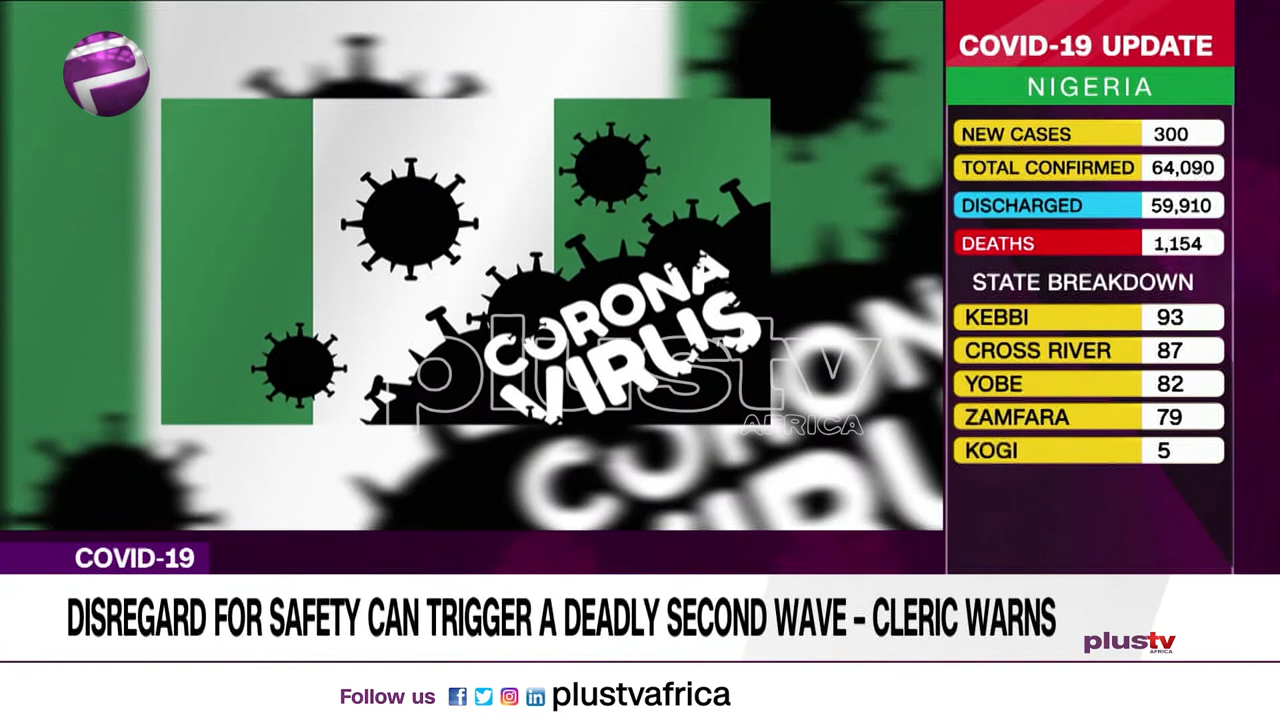 CORONA
VIRUS
plustv
AFRICA
COVID-19 UPDATE
NIGERIA
NEW CASES 300
TOTAL CONFIRMED 64,090
DISCHARGED 59,910
DEATHS 1,154
STATE BREAKDOWN
KEBBI 93
CROSS RIVER 87
YOBE 82
ZAMFARA 79
KOGI 5
COVID-19
DISREGARD FOR SAFETY CAN TRIGGER A DEADLY SECOND WAVE – CLERIC WARNS
plustv
AFRICA
Follow us plustvafrica